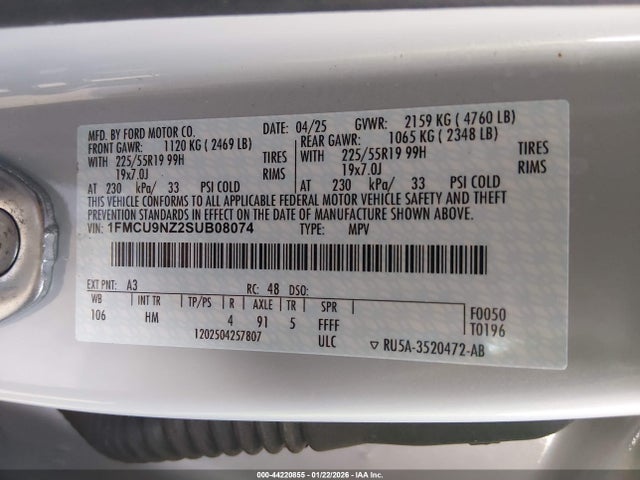 MFD. BY FORD MOTOR CO.
DATE: 04/25 GVWR: 2159 KG ( 4760 LB)
FRONT GAWR: 1120 KG ( 2469 LB) REAR GAWR: 1065 KG ( 2348 LB)
WITH 225/55R19 99H TIRES WITH 225/55R19 99H TIRES
19x7.0J RIMS 19x7.0J RIMS
AT 230 kPa/ 33 PSI COLD AT 230 kPa/ 33 PSI COLD
THIS VEHICLE CONFORMS TO ALL APPLICABLE FEDERAL MOTOR VEHICLE SAFETY AND THEFT
PREVENTION STANDARDS IN EFFECT ON THE DATE OF MANUFACTURE SHOWN ABOVE.
VIN: 1FMCU9NZ2SUB08074 TYPE: MPV
EXT PNT: A3 RC: 48 DSO:
WB INT TR TP/PS R AXLE TR SPR F0050
106 HM 4 91 5 FFFF T0196
1202504257807 ULC ▽ RU5A-3520472-AB
000-44220855 - 01/22/2026 - IAAI.com